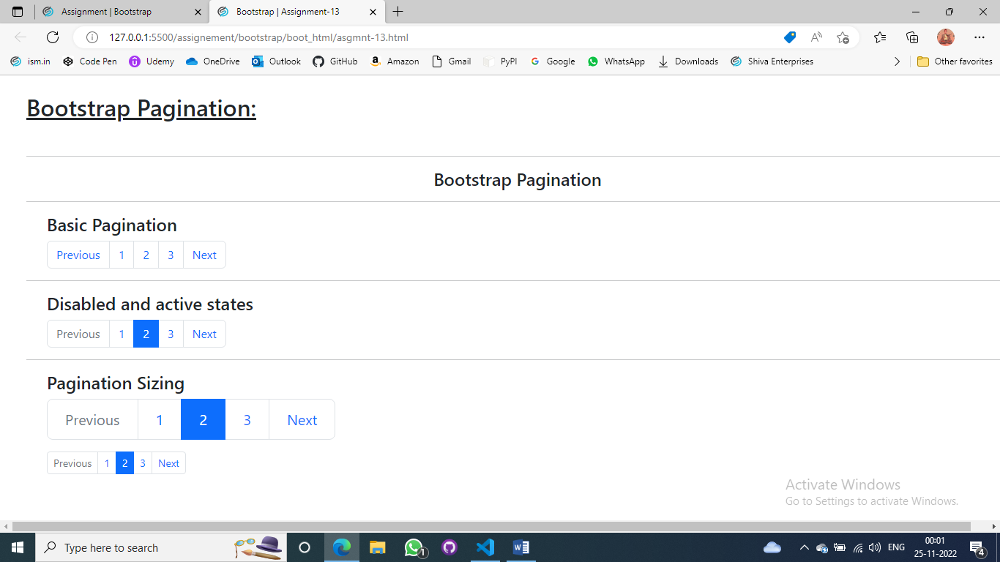 Assignment | Bootstrap
Bootstrap | Assignment-13
127.0.0.1:5500/assignement/bootstrap/boot_html/asgmnt-13.html
ism.in Code Pen Udemy OneDrive Outlook GitHub Amazon Gmail PyPI Google WhatsApp Downloads Shiva Enterprises Other favorites
Bootstrap Pagination:
Bootstrap Pagination
Basic Pagination
Previous 1 2 3 Next
Disabled and active states
Previous 1 2 3 Next
Pagination Sizing
Previous 1 2 3 Next
Previous 1 2 3 Next
Activate Windows
Go to Settings to activate Windows.
Type here to search
1
ENG
00:01
25-11-2022
4